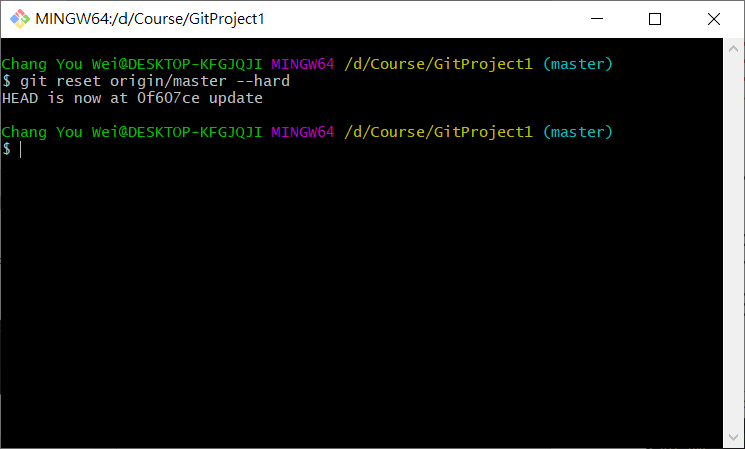 MINGW64:/d/Course/GitProject1
Chang You Wei@DESKTOP-KFGJQJI MINGW64 /d/Course/GitProject1 (master)
$ git reset origin/master --hard
HEAD is now at 0f607ce update
Chang You Wei@DESKTOP-KFGJQJI MINGW64 /d/Course/GitProject1 (master)
$